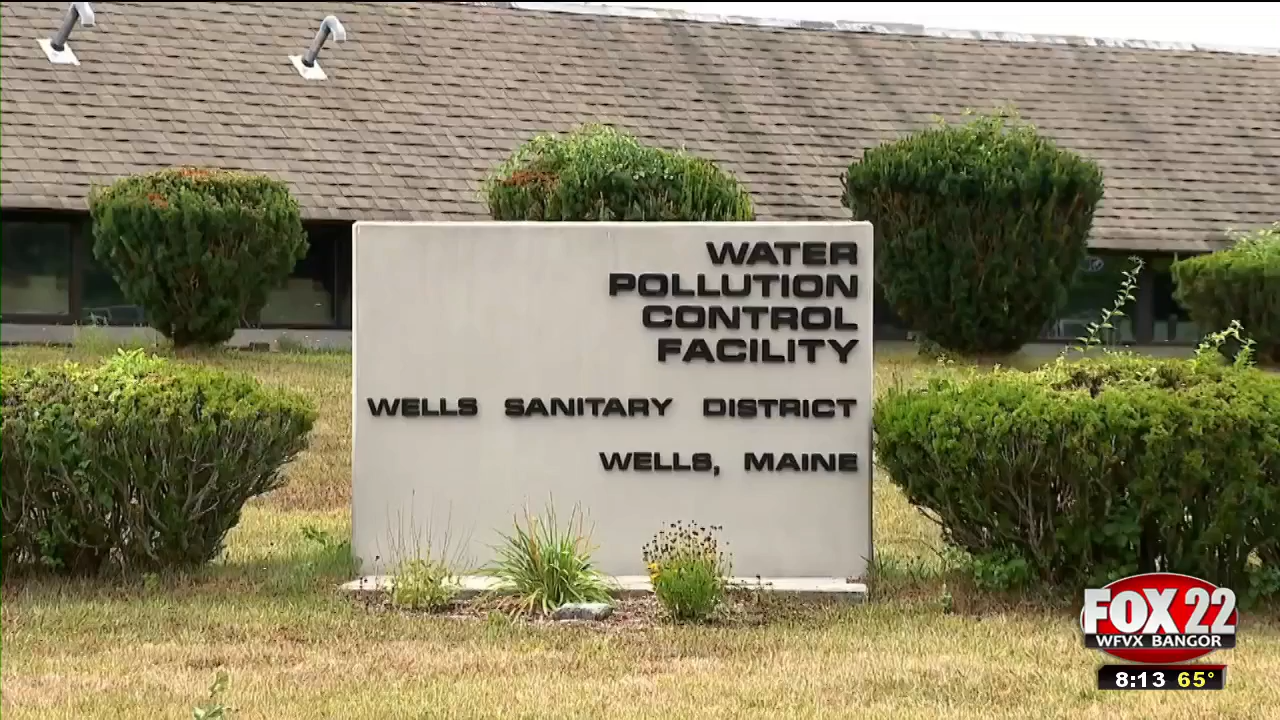 WATER
POLLUTION
CONTROL
FACILITY
WELLS SANITARY DISTRICT
WELLS, MAINE
FOX 22
WFVX BANGOR
8:13 65°